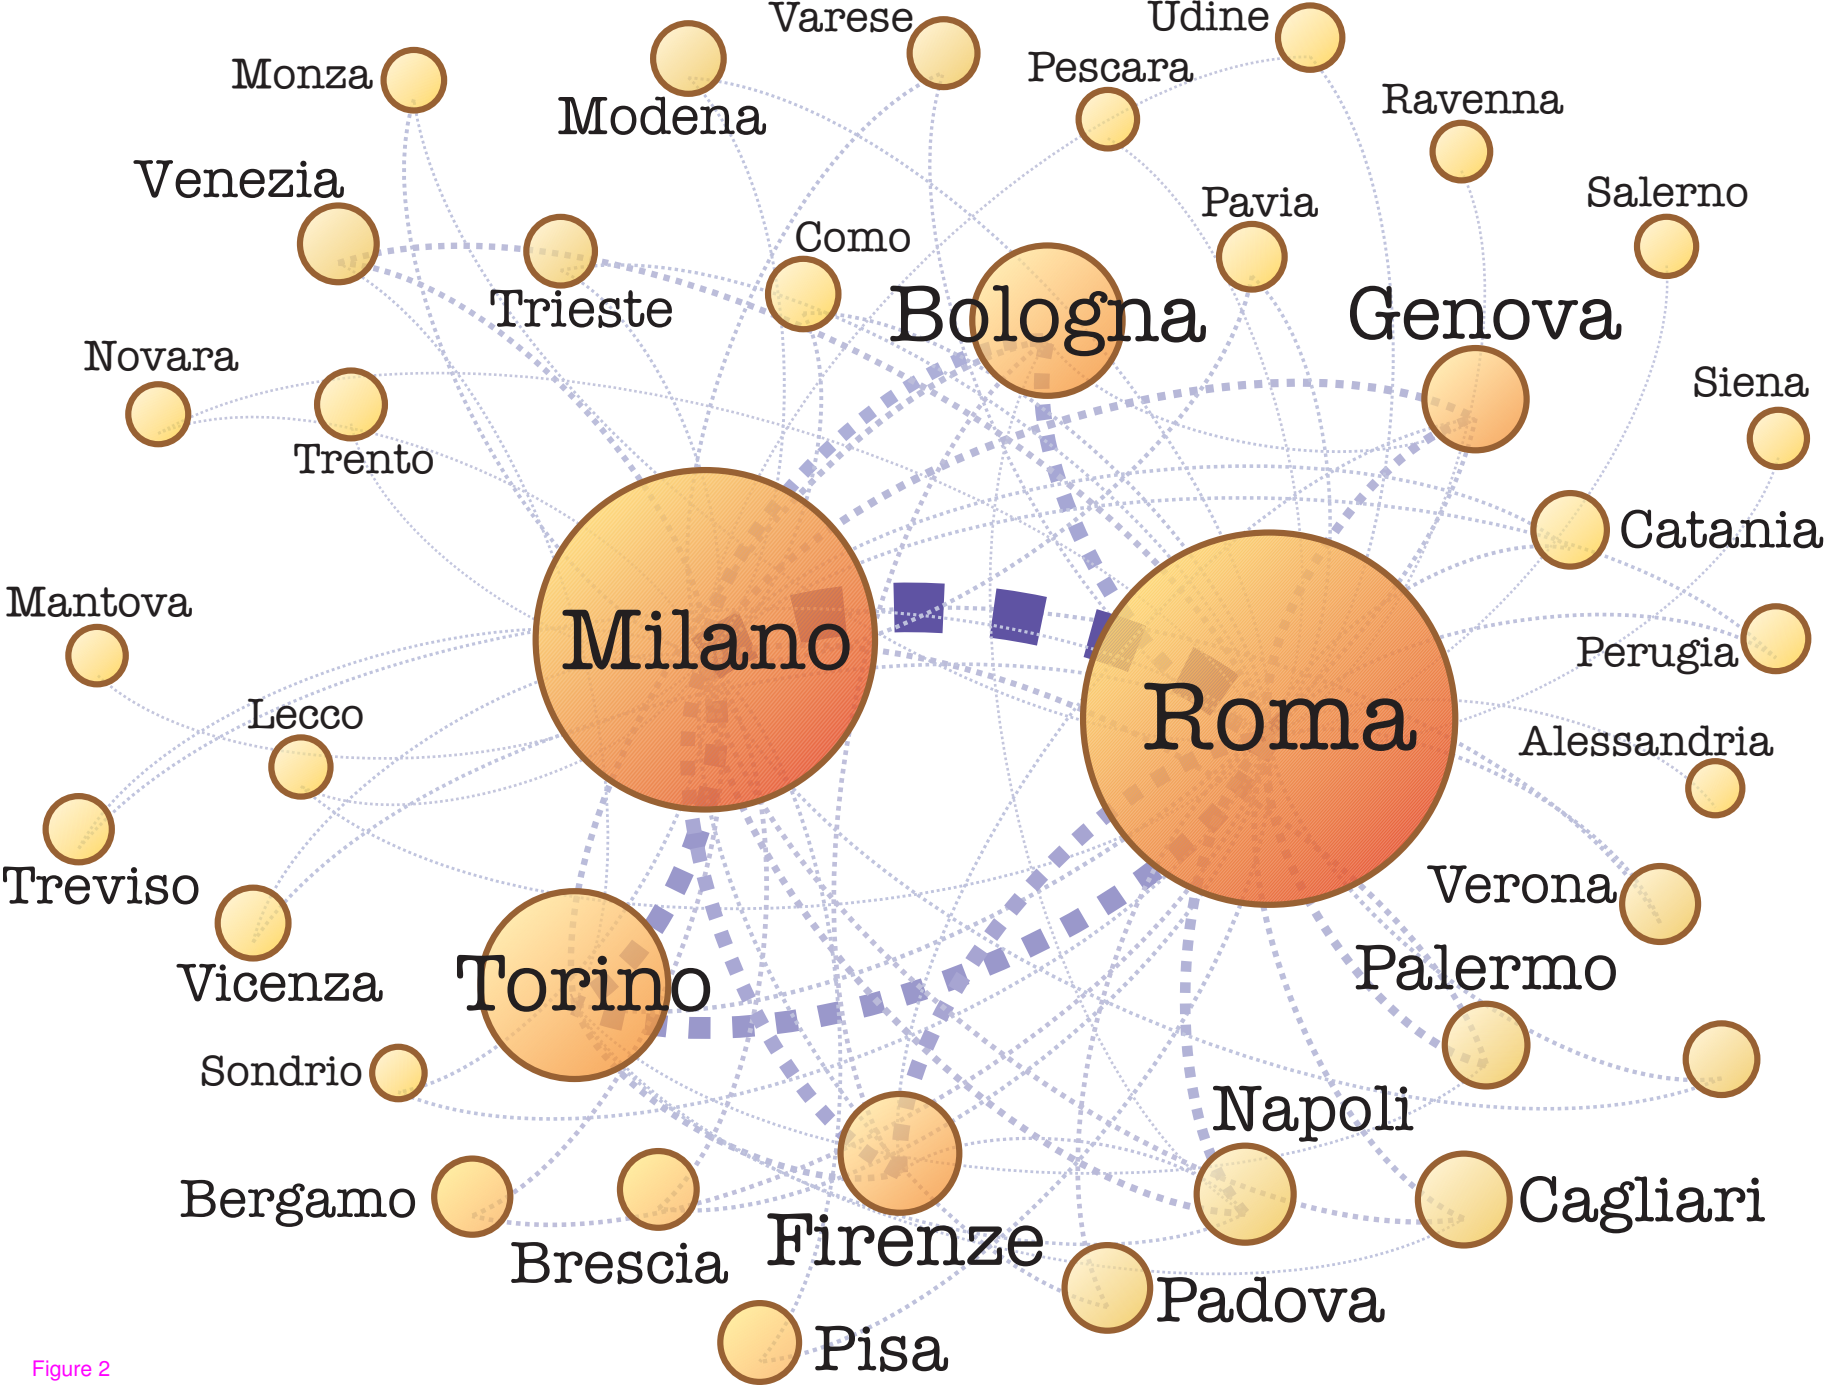 Varese
Udine
Monza
Pescara
Modena
Ravenna
Venezia
Pavia
Salerno
Como
Trieste
Bologna
Genova
Novara
Siena
Trento
Catania
Mantova
Milano
Perugia
Roma
Lecco
Alessandria
Treviso
Verona
Vicenza
Torino
Palermo
Sondrio
Napoli
Bergamo
Cagliari
Firenze
Brescia
Padova
Pisa
Figure 2